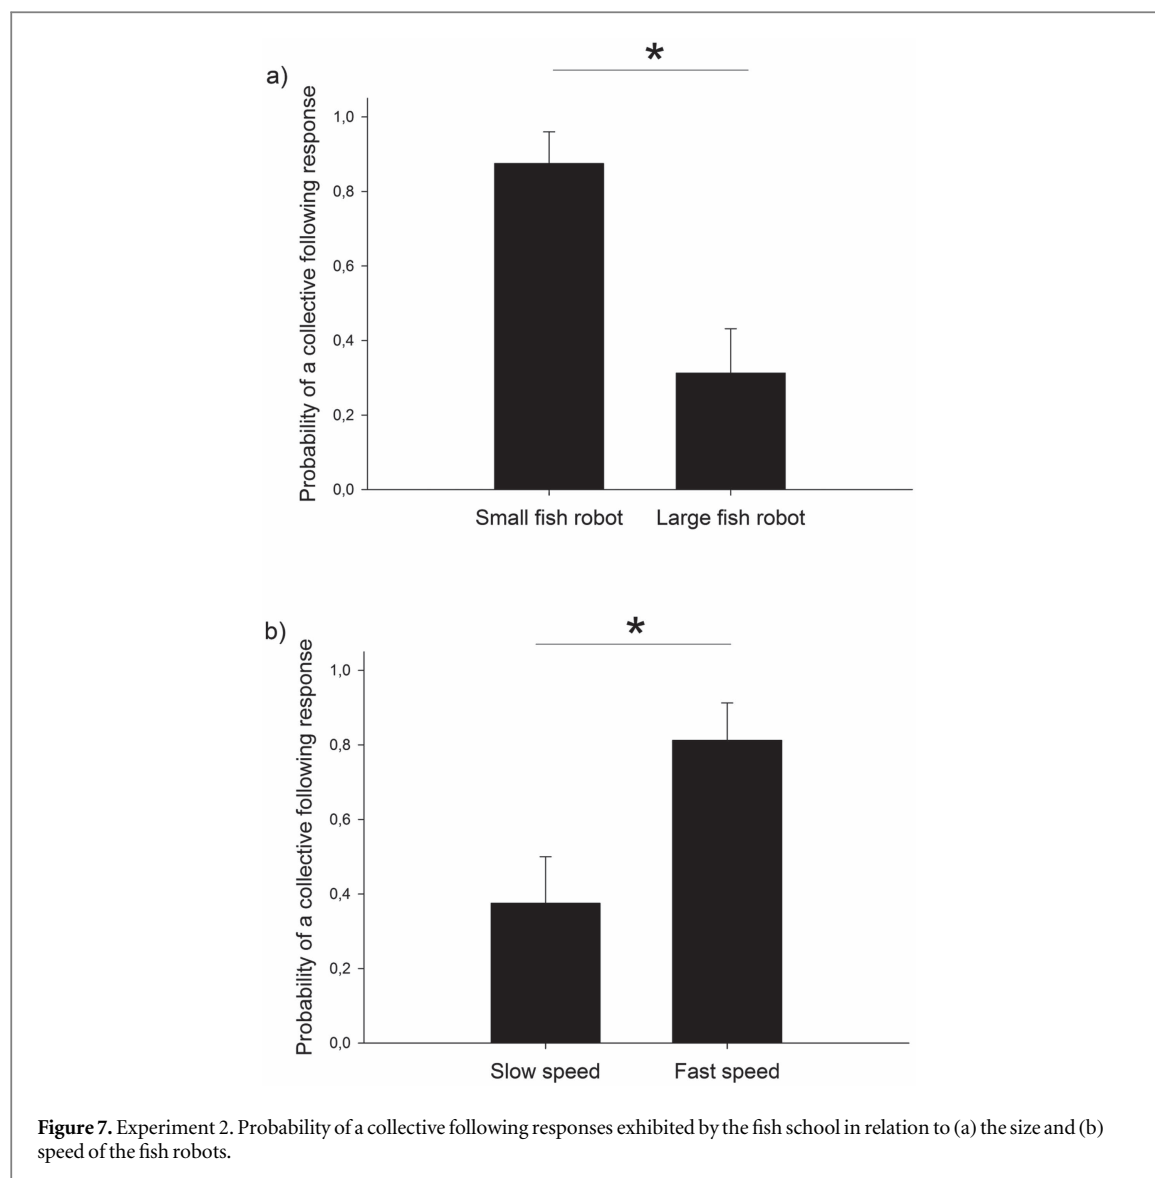 a)
*
Probability of a collective following response
1,0
0,8
0,6
0,4
0,2
0,0
Small fish robot Large fish robot
b)
*
Probability of a collective following response
1,0
0,8
0,6
0,4
0,2
0,0
Slow speed Fast speed
Figure 7. Experiment 2. Probability of a collective following responses exhibited by the fish school in relation to (a) the size and (b)
speed of the fish robots.